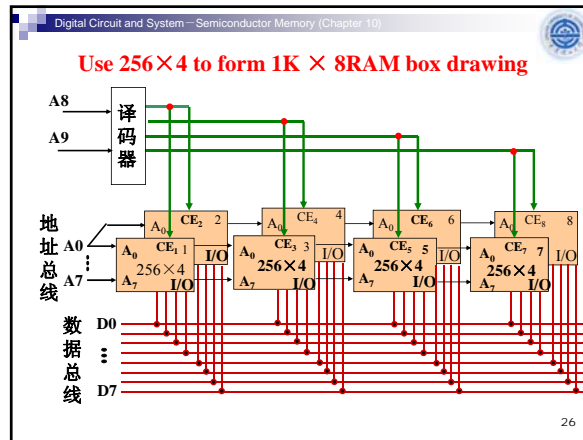 Digital Circuit and System—Semiconductor Memory (Chapter 10)
Use 256×4 to form 1K × 8RAM box drawing
A8
A9
译码器
地址总线
A0
⋮
A7
A0 CE2 2
A0 CE4 4
A0 CE6 6
A0 CE8 8
I/O
I/O
I/O
I/O
A0 CE1 1
256×4
A7 I/O
A0 CE3 3
256×4
A7 I/O
A0 CE5 5
256×4
A7 I/O
A0 CE7 7
256×4
A7 I/O
数据总线
D0
⋮
D7
26